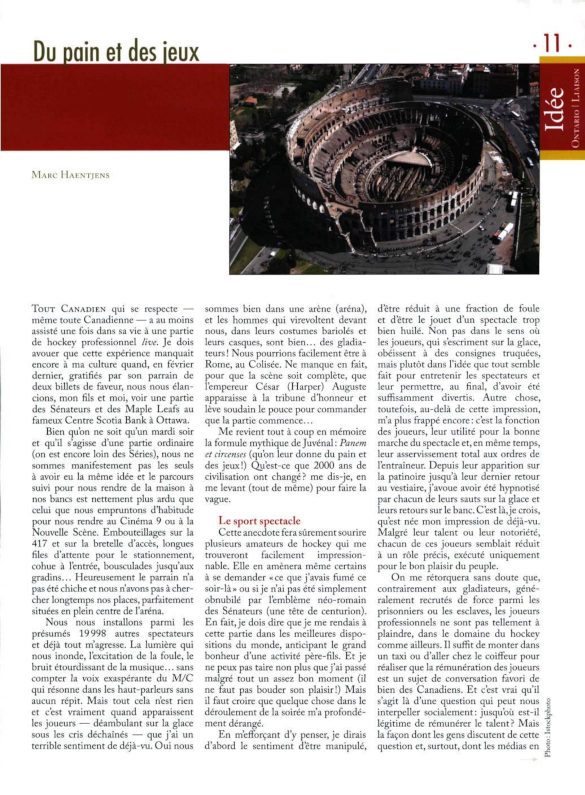 Du pain et des jeux
· 11 ·
Idée
ONTARIO | LIAISON
MARC HAENTJENS
TOUT CANADIEN qui se respecte —
même toute Canadienne — a au moins
assisté une fois dans sa vie à une partie
de hockey professionnel live. Je dois
avouer que cette expérience manquait
encore à ma culture quand, en février
dernier, gratifiés par son parrain de
deux billets de faveur, nous nous élan-
cions, mon fils et moi, voir une partie
des Sénateurs et des Maple Leafs au
fameux Centre Scotia Bank à Ottawa.
Bien qu'on ne soit qu'un mardi soir
et qu'il s'agisse d'une partie ordinaire
(on est encore loin des Séries), nous ne
sommes manifestement pas les seuls
à avoir eu la même idée et le parcours
suivi pour nous rendre de la maison à
nos bancs est nettement plus ardu que
celui que nous empruntons d'habitude
pour nous rendre au Cinéma 9 ou à la
Nouvelle Scène. Embouteillages sur la
417 et sur la bretelle d'accès, longues
files d'attente pour le stationnement,
cohue à l'entrée, bousculades jusqu'aux
gradins… Heureusement le parrain n'a
pas été chiche et nous n'avons pas à cher-
cher longtemps nos places, parfaitement
situées en plein centre de l'aréna.
Nous nous installons parmi les
présumés 19998 autres spectateurs
et déjà tout m'agresse. La lumière qui
nous inonde, l'excitation de la foule, le
bruit étourdissant de la musique… sans
compter la voix exaspérante du M/C
qui résonne dans les haut-parleurs sans
aucun répit. Mais tout cela n'est rien
et c'est vraiment quand apparaissent
les joueurs — déambulant sur la glace
sous les cris déchaînés — que j'ai un
terrible sentiment de déjà-vu. Oui nous
sommes bien dans une arène (aréna),
et les hommes qui virevoltent devant
nous, dans leurs costumes bariolés et
leurs casques, sont bien… des gladia-
teurs! Nous pourrions facilement être à
Rome, au Colisée. Ne manque en fait,
pour que la scène soit complète, que
l'empereur César (Harper) Auguste
apparaisse à la tribune d'honneur et
lève soudain le pouce pour commander
que la partie commence…
Me revient tout à coup en mémoire
la formule mythique de Juvénal: Panem
et circenses (qu'on leur donne du pain et
des jeux!) Qu'est-ce que 2000 ans de
civilisation ont changé? me dis-je, en
me levant (tout de même) pour faire la
vague.
Le sport spectacle
Cette anecdote fera sûrement sourire
plusieurs amateurs de hockey qui me
trouveront facilement impression-
nable. Elle en amènera même certains
à se demander «ce que j'avais fumé ce
soir-là» ou si je n'ai pas été simplement
obnubilé par l'emblème néo-romain
des Sénateurs (une tête de centurion).
En fait, je dois dire que je me rendais à
cette partie dans les meilleures dispo-
sitions du monde, anticipant le grand
bonheur d'une activité père-fils. Et je
ne peux pas taire non plus que j'ai passé
malgré tout un assez bon moment (il
ne faut pas bouder son plaisir!) Mais
il faut croire que quelque chose dans le
déroulement de la soirée m'a profondé-
ment dérangé.
En m'efforçant d'y penser, je dirais
d'abord le sentiment d'être manipulé,
d'être réduit à une fraction de foule
et d'être le jouet d'un spectacle trop
bien huilé. Non pas dans le sens où
les joueurs, qui s'escriment sur la glace,
obéissent à des consignes truquées,
mais plutôt dans l'idée que tout semble
fait pour entretenir les spectateurs et
leur permettre, au final, d'avoir été
suffisamment divertis. Autre chose,
toutefois, au-delà de cette impression,
m'a plus frappé encore: c'est la fonction
des joueurs, leur utilité pour la bonne
marche du spectacle et, en même temps,
leur asservissement total aux ordres de
l'entraîneur. Depuis leur apparition sur
la patinoire jusqu'à leur dernier retour
au vestiaire, j'avoue avoir été hypnotisé
par chacun de leurs sauts sur la glace et
leurs retours sur le banc. C'est là, je crois,
qu'est née mon impression de déjà-vu.
Malgré leur talent ou leur notoriété,
chacun de ces joueurs semblait réduit
à un rôle précis, exécuté uniquement
pour le bon plaisir du peuple.
On me rétorquera sans doute que,
contrairement aux gladiateurs, géné-
ralement recrutés de force parmi les
prisonniers ou les esclaves, les joueurs
professionnels ne sont pas tellement à
plaindre, dans le domaine du hockey
comme ailleurs. Il suffit de monter dans
un taxi ou d'aller chez le coiffeur pour
réaliser que la rémunération des joueurs
est un sujet de conversation favori de
bien des Canadiens. Et c'est vrai qu'il
s'agit là d'une question qui peut nous
interpeller socialement: jusqu'où est-il
légitime de rémunérer le talent? Mais
la façon dont les gens discutent de cette
question et, surtout, dont les médias en
Photo: Istockphoto